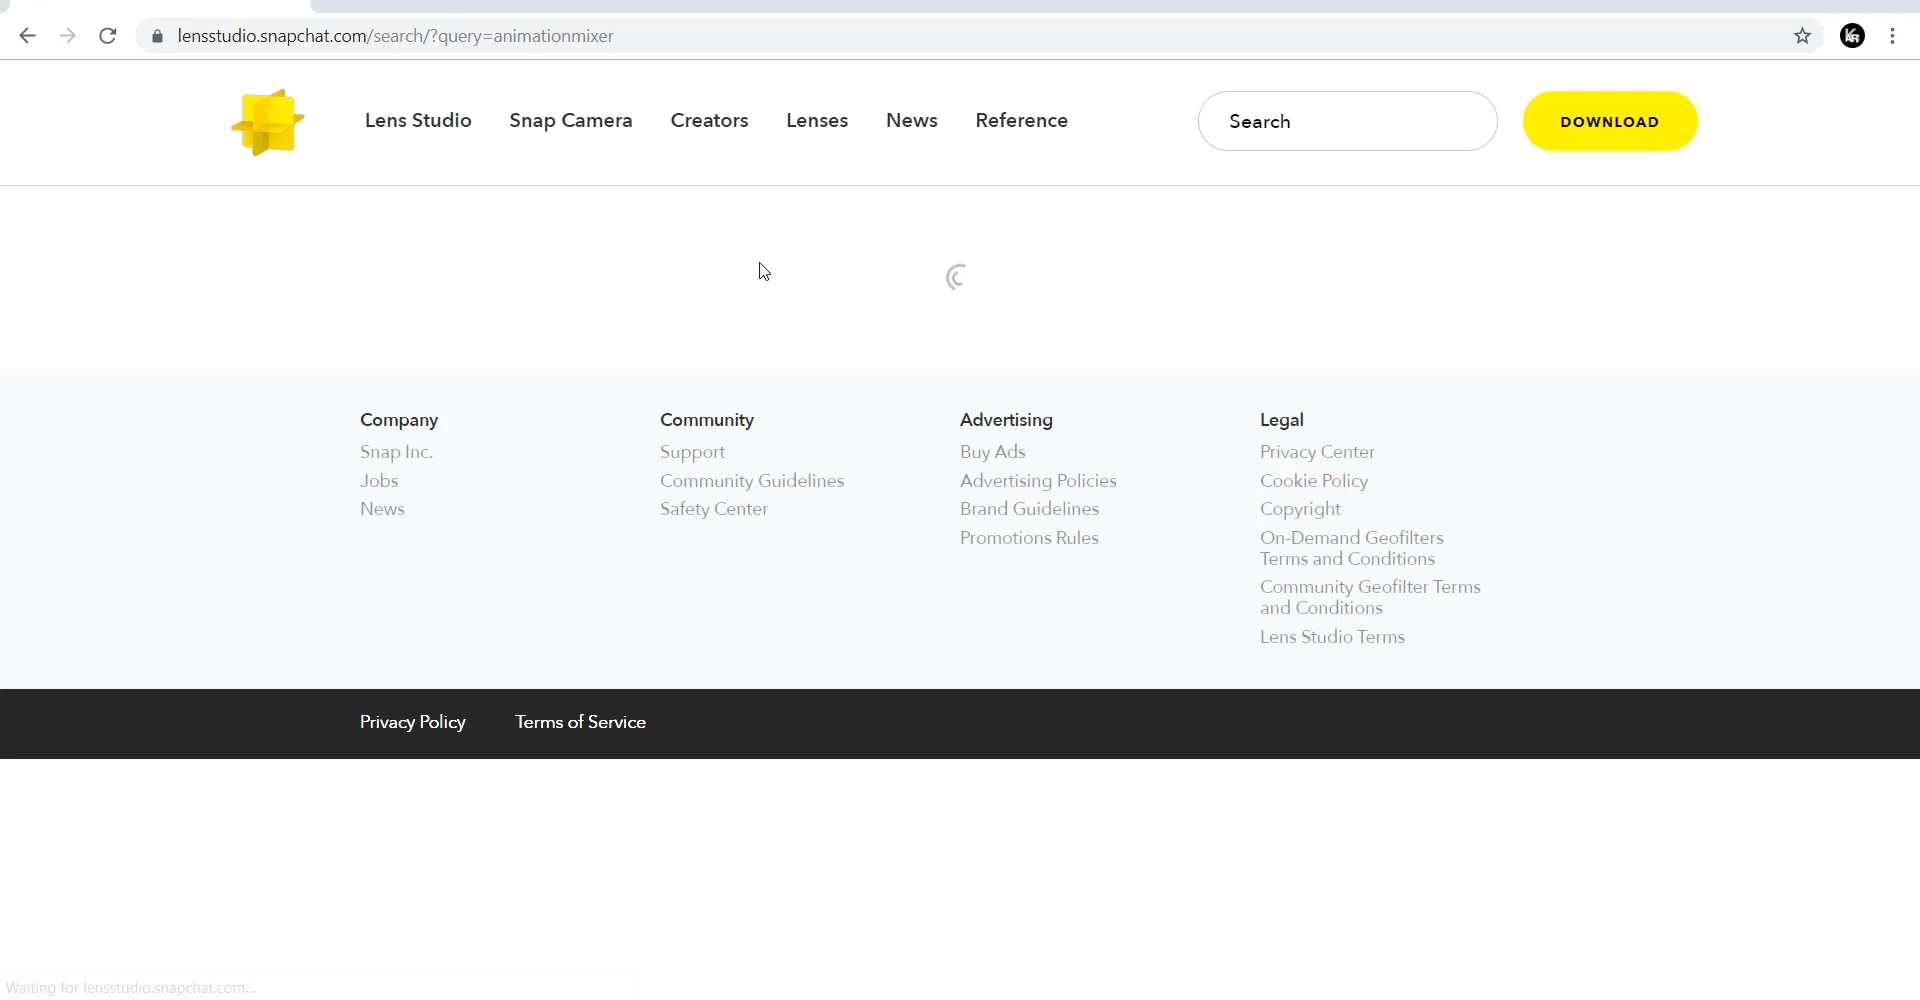 lensstudio.snapchat.com/search/?query=animationmixer
Lens Studio Snap Camera Creators Lenses News Reference Search DOWNLOAD
Company
Snap Inc.
Jobs
News
Community
Support
Community Guidelines
Safety Center
Advertising
Buy Ads
Advertising Policies
Brand Guidelines
Promotions Rules
Legal
Privacy Center
Cookie Policy
Copyright
On-Demand Geofilters
Terms and Conditions
Community Geofilter Terms
and Conditions
Lens Studio Terms
Privacy Policy Terms of Service
Waiting for lensstudio.snapchat.com...